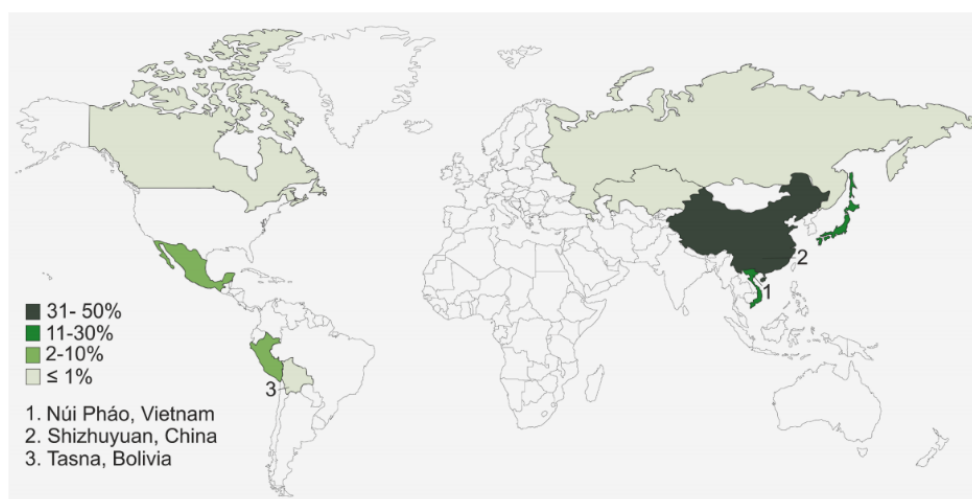 2
1
31- 50%
11-30%
2-10%
≤ 1%
3
1. Núi Pháo, Vietnam
2. Shizhuyuan, China
3. Tasna, Bolivia